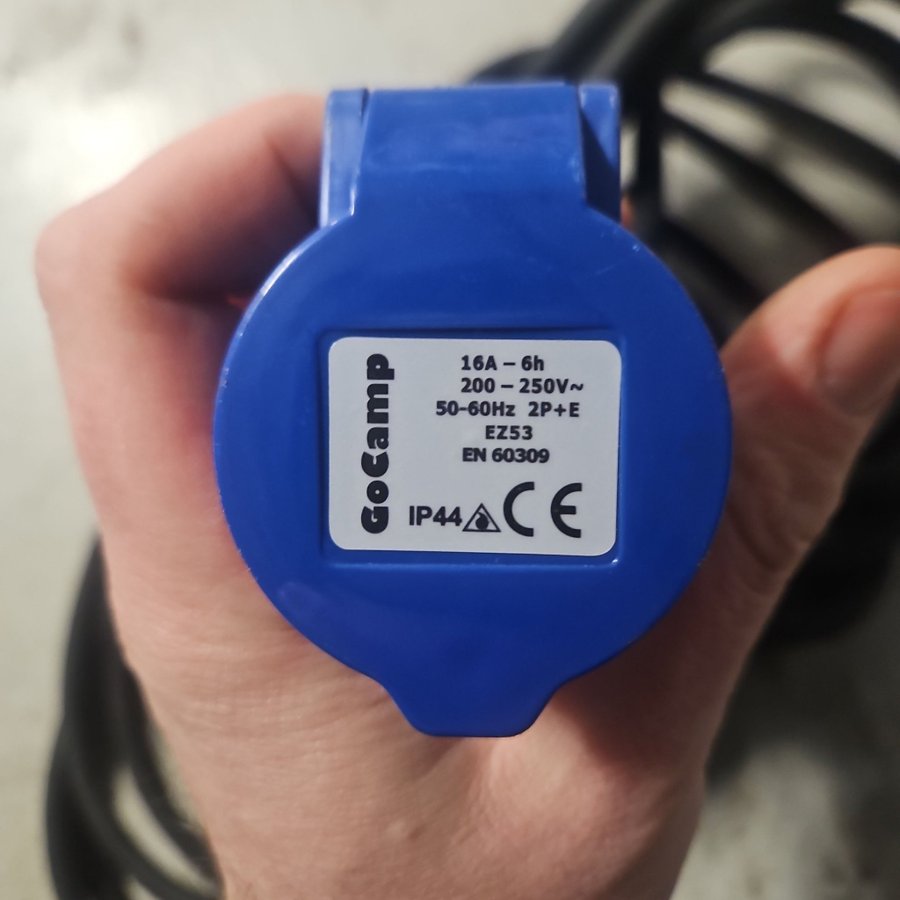 GoCamp
16A – 6h
200 – 250V~
50-60Hz 2P+E
EZ53
EN 60309
IP44 CE